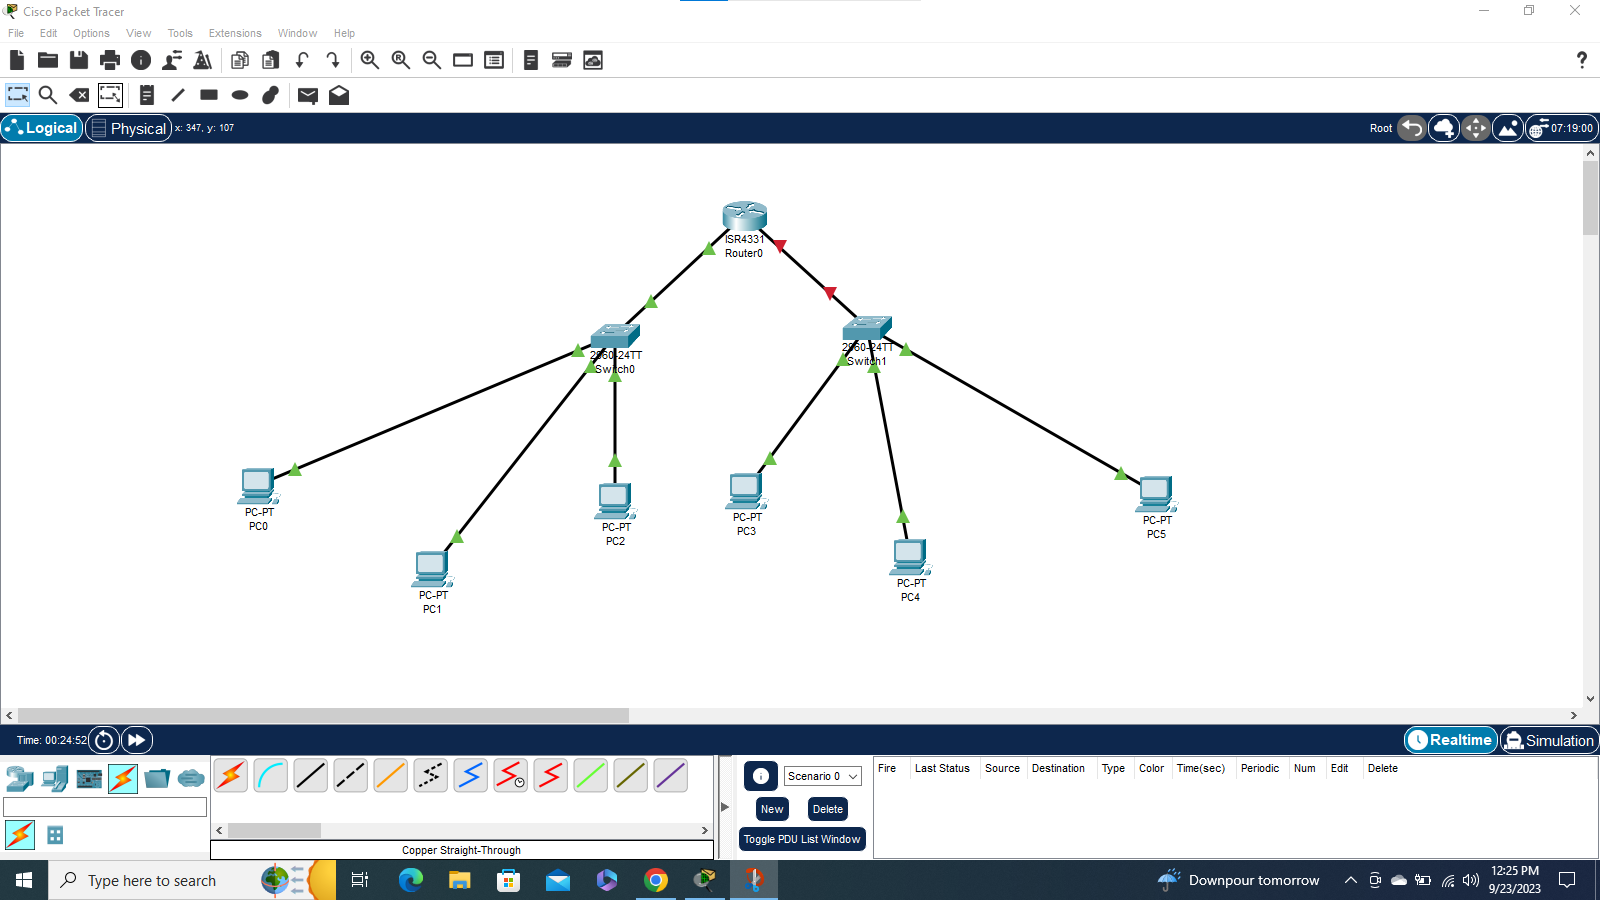 Cisco Packet Tracer
File Edit Options View Tools Extensions Window Help
Logical Physical x: 347, y: 107 Root 07:19:00
ISR4331
Router0
2960-24TT
Switch0
2960-24TT
Switch1
PC-PT
PC0
PC-PT
PC1
PC-PT
PC2
PC-PT
PC3
PC-PT
PC4
PC-PT
PC5
Time: 00:24:52 Realtime Simulation
Scenario 0
New Delete
Toggle PDU List Window
Fire Last Status Source Destination Type Color Time(sec) Periodic Num Edit Delete
Copper Straight-Through
Type here to search
Downpour tomorrow
12:25 PM
9/23/2023